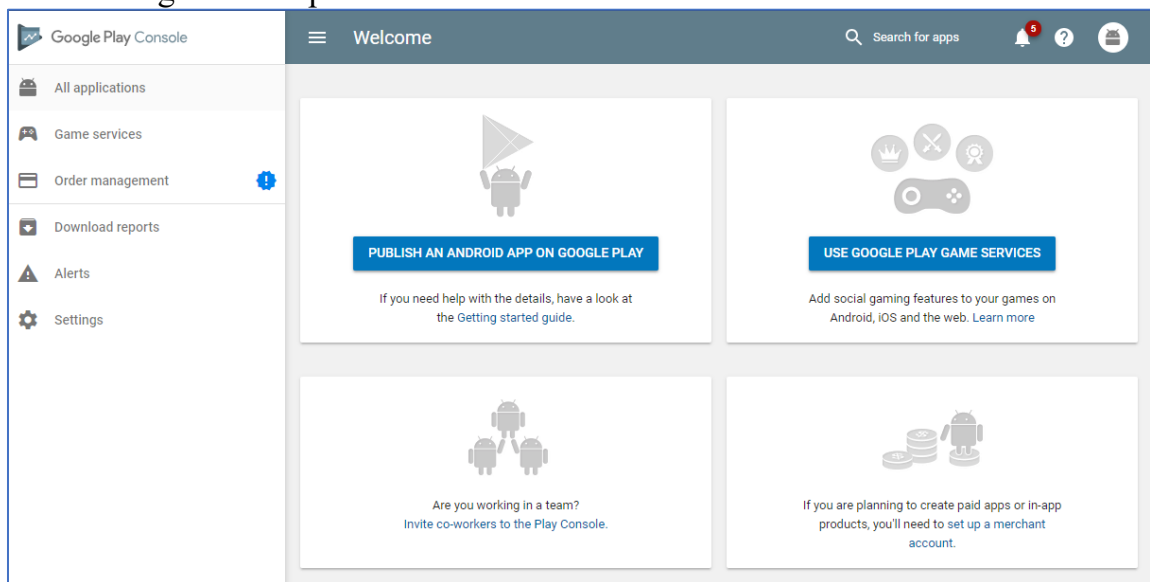 Google Play Console
Welcome
Search for apps
5
?
All applications
Game services
Order management
!
Download reports
Alerts
Settings
PUBLISH AN ANDROID APP ON GOOGLE PLAY
If you need help with the details, have a look at
the Getting started guide.
USE GOOGLE PLAY GAME SERVICES
Add social gaming features to your games on
Android, iOS and the web. Learn more
Are you working in a team?
Invite co-workers to the Play Console.
If you are planning to create paid apps or in-app
products, you'll need to set up a merchant
account.